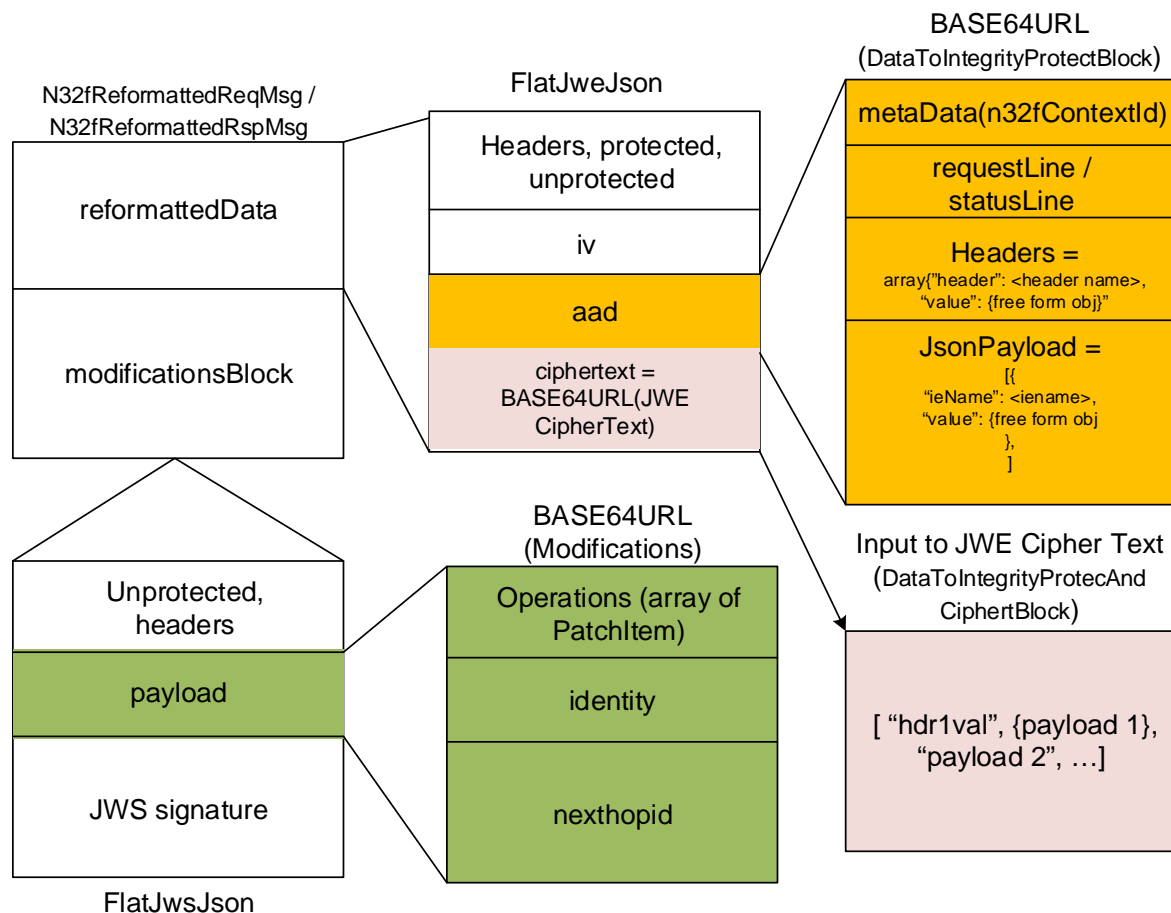 N32fReformattedReqMsg /
N32fReformattedRspMsg
reformattedData
modificationsBlock
FlatJweJson
Headers, protected,
unprotected
iv
aad
ciphertext =
BASE64URL(JWE
CipherText)
BASE64URL
(DataToIntegrityProtectBlock)
metaData(n32fContextId)
requestLine /
statusLine
Headers =
array{”header”: <header name>,
“value”: {free form obj}”
JsonPayload =
[{
“ieName”: <iename>,
“value”: {free form obj
},
]
Unprotected,
headers
payload
JWS signature
FlatJwsJson
BASE64URL
(Modifications)
Operations (array of
PatchItem)
identity
nexthopid
Input to JWE Cipher Text
(DataToIntegrityProtecAnd
CiphertBlock)
[ “hdr1val”, {payload 1},
“payload 2”, …]